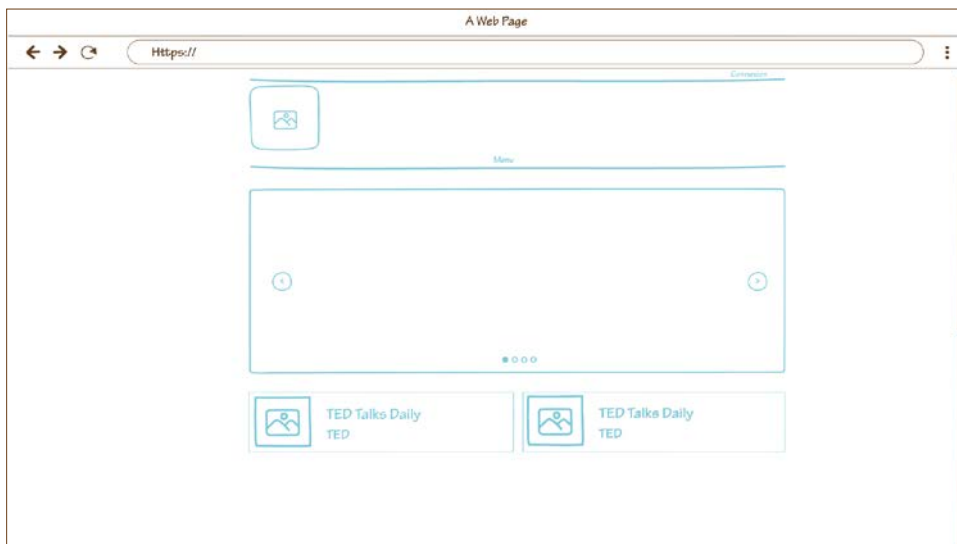 A Web Page
Https://
Connexion
Menu
TED Talks Daily
TED
TED Talks Daily
TED